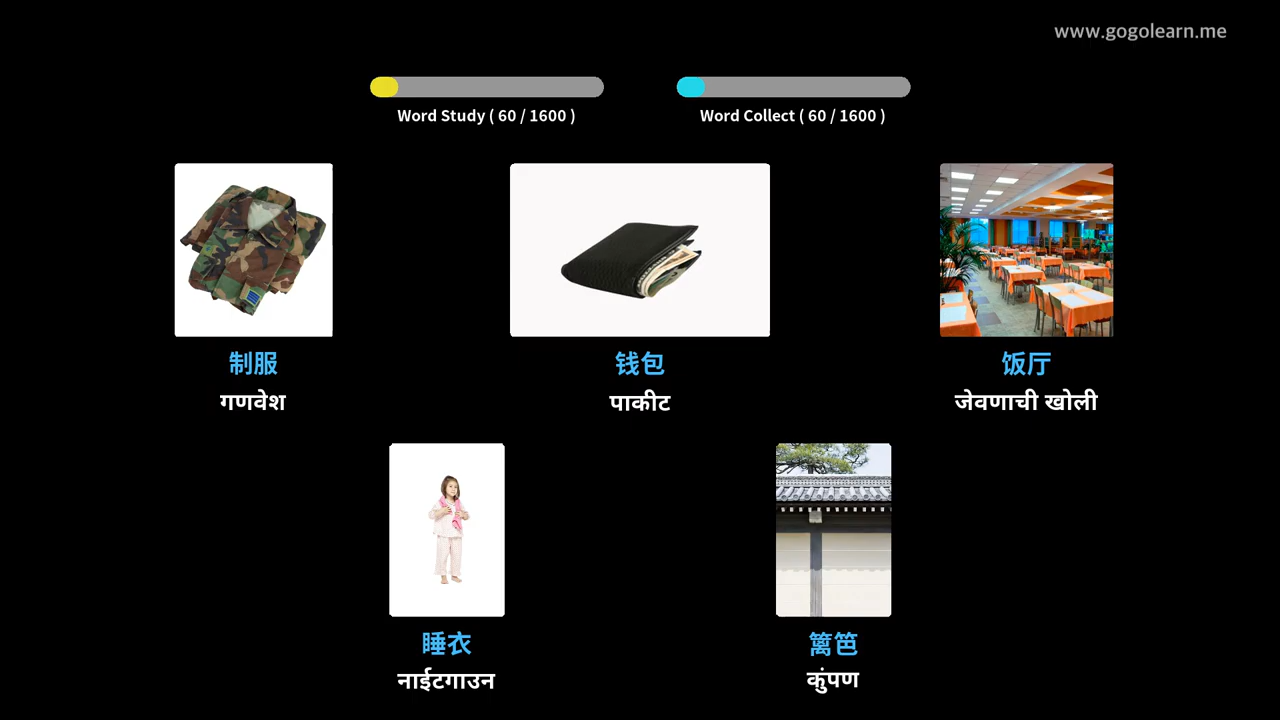 www.gogolearn.me
Word Study ( 60 / 1600 )
Word Collect ( 60 / 1600 )
制服
गणवेश
钱包
पाकीट
饭厅
जेवणाची खोली
睡衣
नाईटगाउन
篱笆
कुंपण